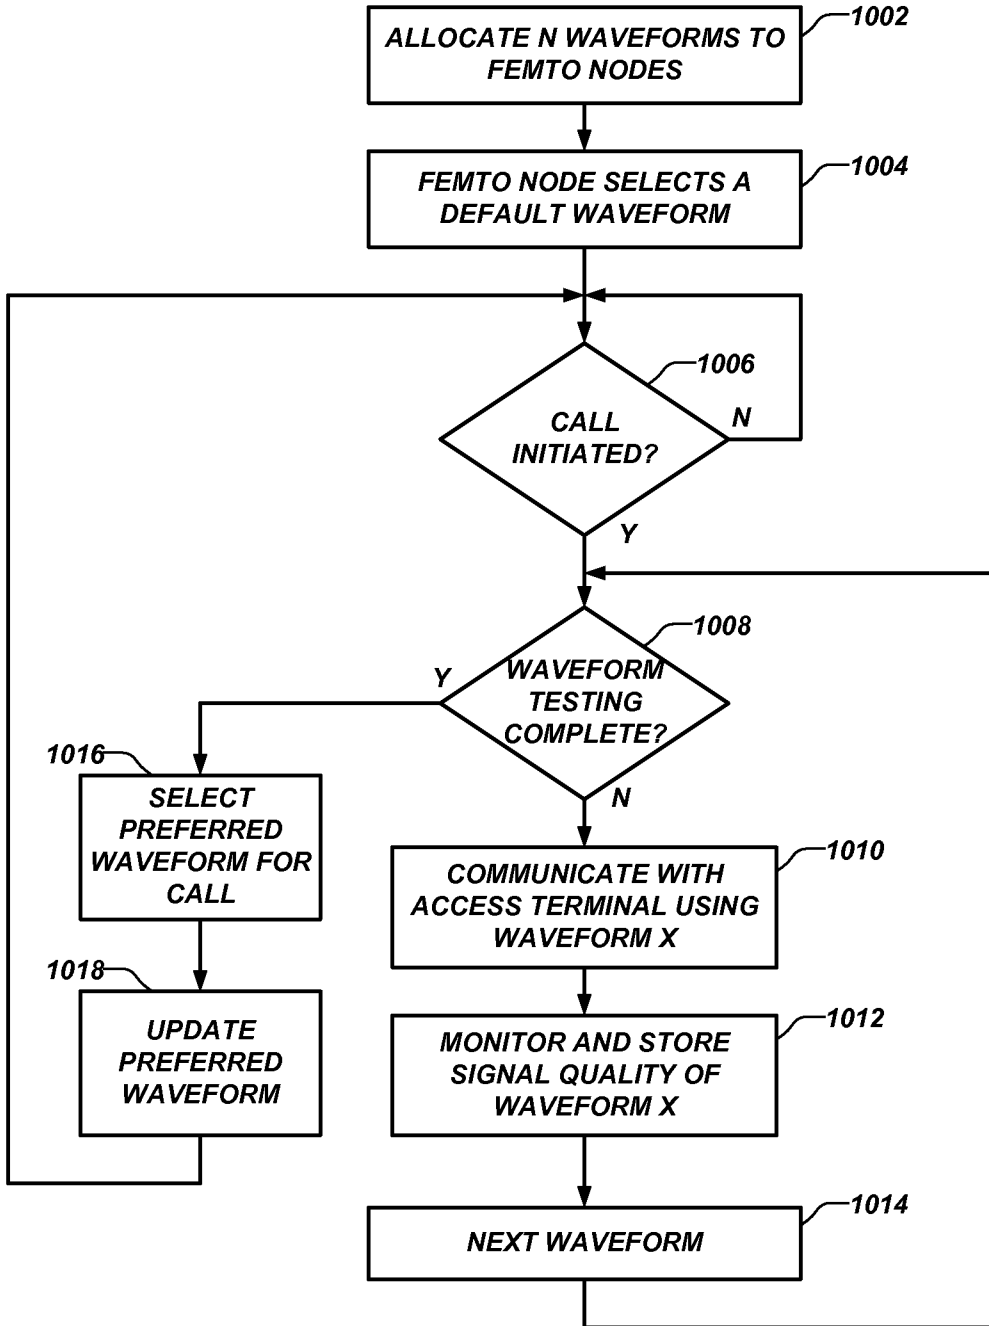 1002
ALLOCATE N WAVEFORMS TO
FEMTO NODES
1004
FEMTO NODE SELECTS A
DEFAULT WAVEFORM
1006
CALL
INITIATED?
N
Y
1008
WAVEFORM
TESTING
COMPLETE?
Y
N
1016
SELECT
PREFERRED
WAVEFORM FOR
CALL
1010
COMMUNICATE WITH
ACCESS TERMINAL USING
WAVEFORM X
1018
UPDATE
PREFERRED
WAVEFORM
1012
MONITOR AND STORE
SIGNAL QUALITY OF
WAVEFORM X
1014
NEXT WAVEFORM